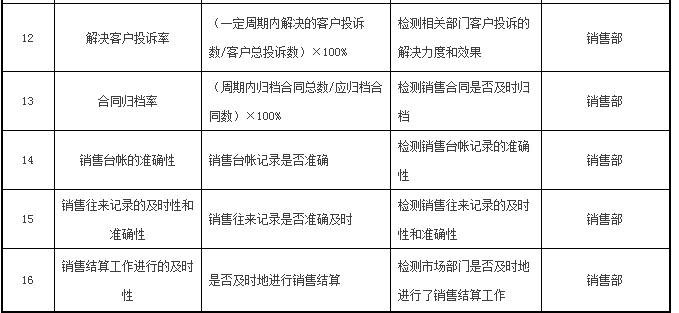 12
解决客户投诉率
（一定周期内解决的客户投诉
数/客户总投诉数）×100%
检测相关部门客户投诉的
解决力度和效果
销售部
13
合同归档率
（周期内归档合同总数/应归档合
同数）×100%
检测销售合同是否及时归
档
销售部
14
销售台帐的准确性
销售台帐记录是否准确
检测销售台帐记录的准确
性
销售部
15
销售往来记录的及时性和
准确性
销售往来记录是否准确及时
检测销售往来记录的及时
性和准确性
销售部
16
销售结算工作进行的及时
性
是否及时地进行销售结算
检测市场部门是否及时地
进行了销售结算工作
销售部